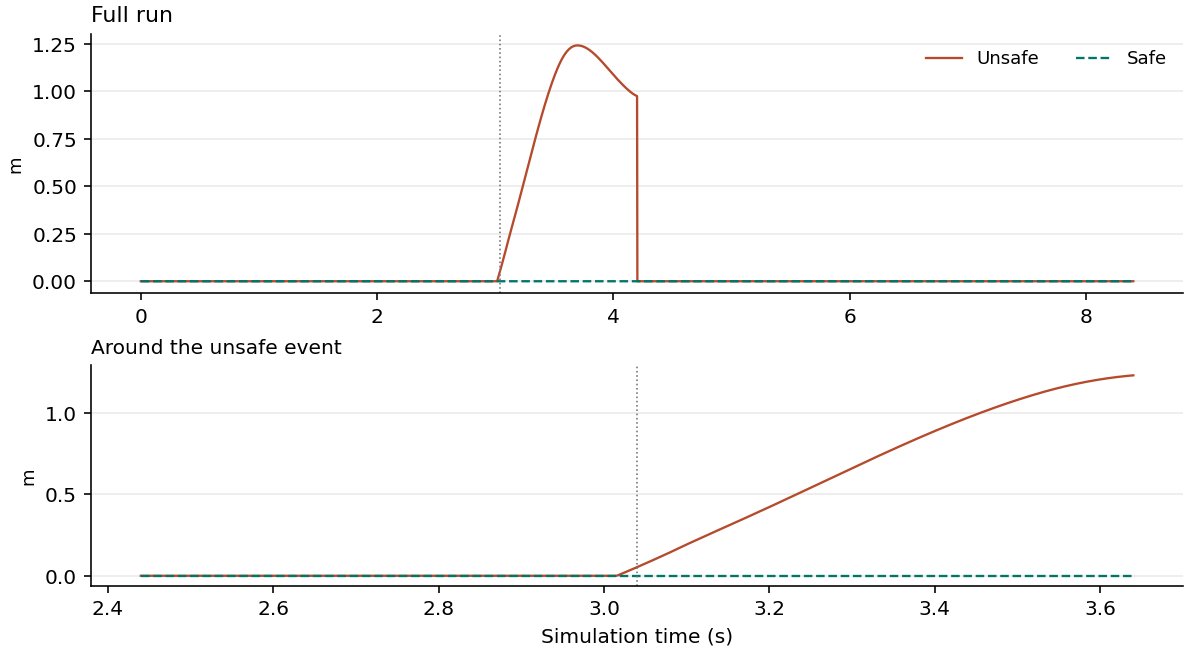 Full run
Unsafe Safe
m
1.25
1.00
0.75
0.50
0.25
0.00
0 2 4 6 8
Around the unsafe event
m
1.0
0.5
0.0
2.4 2.6 2.8 3.0 3.2 3.4 3.6
Simulation time (s)